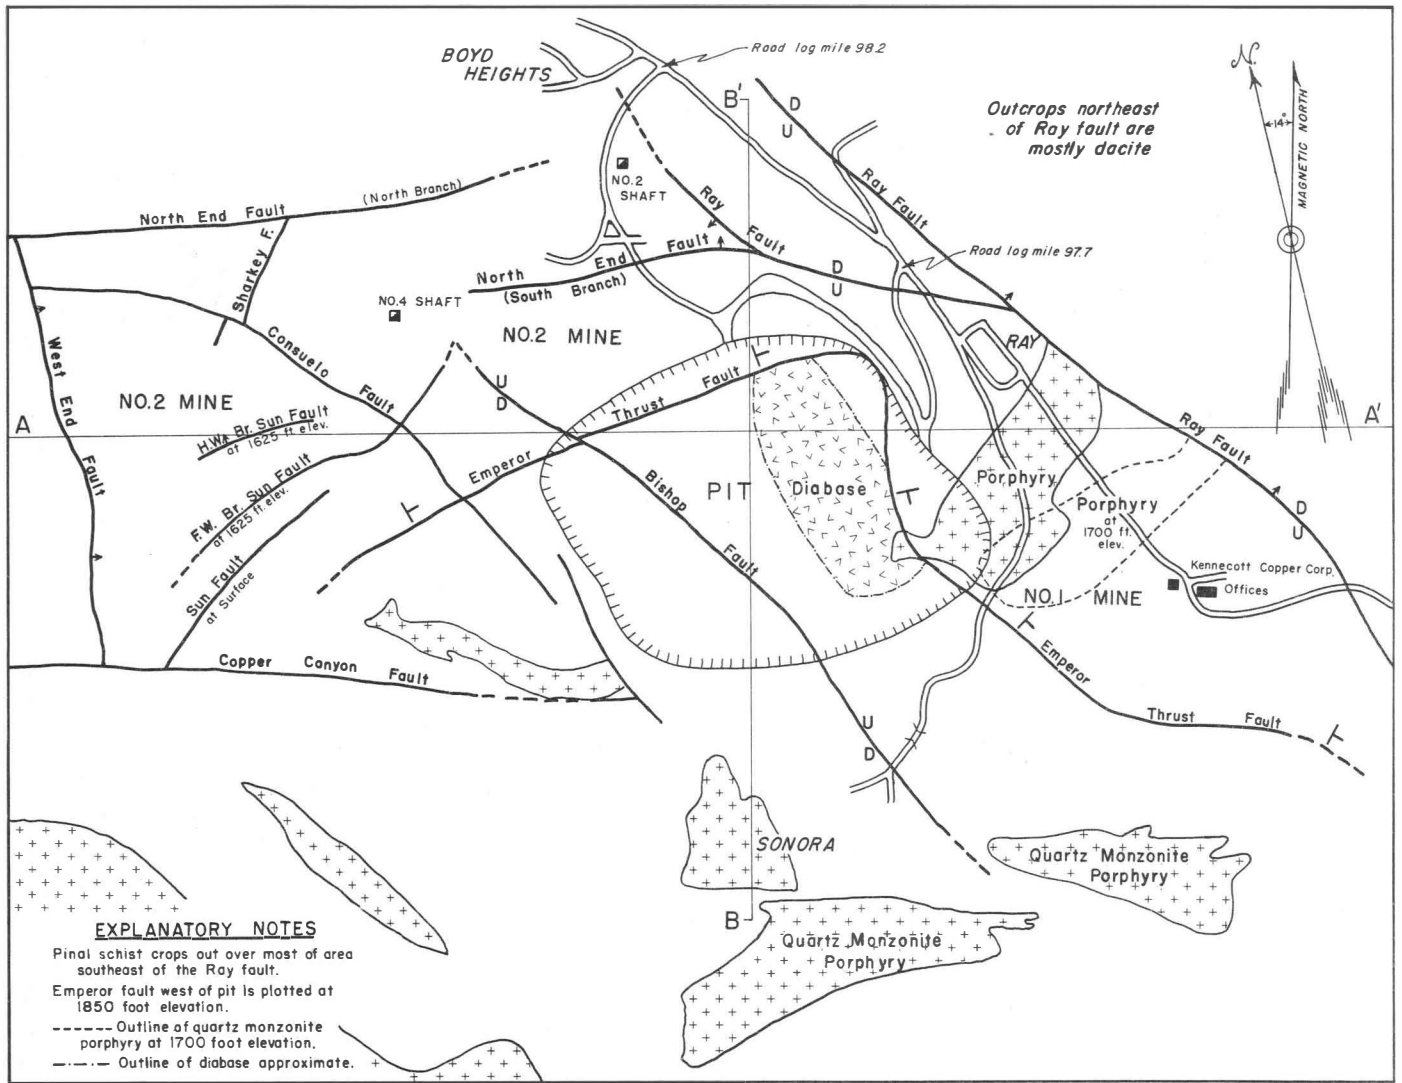 BOYD
HEIGHTS
Road log mile 98.2
B'
D
U
Outcrops northeast
of Ray fault are
mostly dacite
N.
14°
MAGNETIC NORTH
NO.2
SHAFT
(North Branch)
North End Fault
Ray Fault
Ray Fault
Sharkey F.
Road log mile 97.7
North End Fault
(South Branch)
D
U
NO.4 SHAFT
NO.2 MINE
RAY
West End Fault
Consuelo Fault
U
D
Thrust Fault
NO.2 MINE
A
A'
H.W. Br. Sun Fault
at 1625 ft. elev.
Ray Fault
Emperor
Bishop Fault
PIT
Diabase
Porphyry
Porphyry
at
1700 ft.
elev.
F.W. Br. Sun Fault
at 1625 ft. elev.
D
U
Sun Fault
at Surface
Kennecott Copper Corp.
Offices
NO.1 MINE
Copper Canyon Fault
Emperor
Thrust Fault
U
D
SONORA
Quartz Monzonite
Porphyry
B
Quartz Monzonite
Porphyry
EXPLANATORY NOTES
Pinal schist crops out over most of area
southeast of the Ray fault.
Emperor fault west of pit is plotted at
1850 foot elevation.
Outline of quartz monzonite
porphyry at 1700 foot elevation.
Outline of diabase approximate.